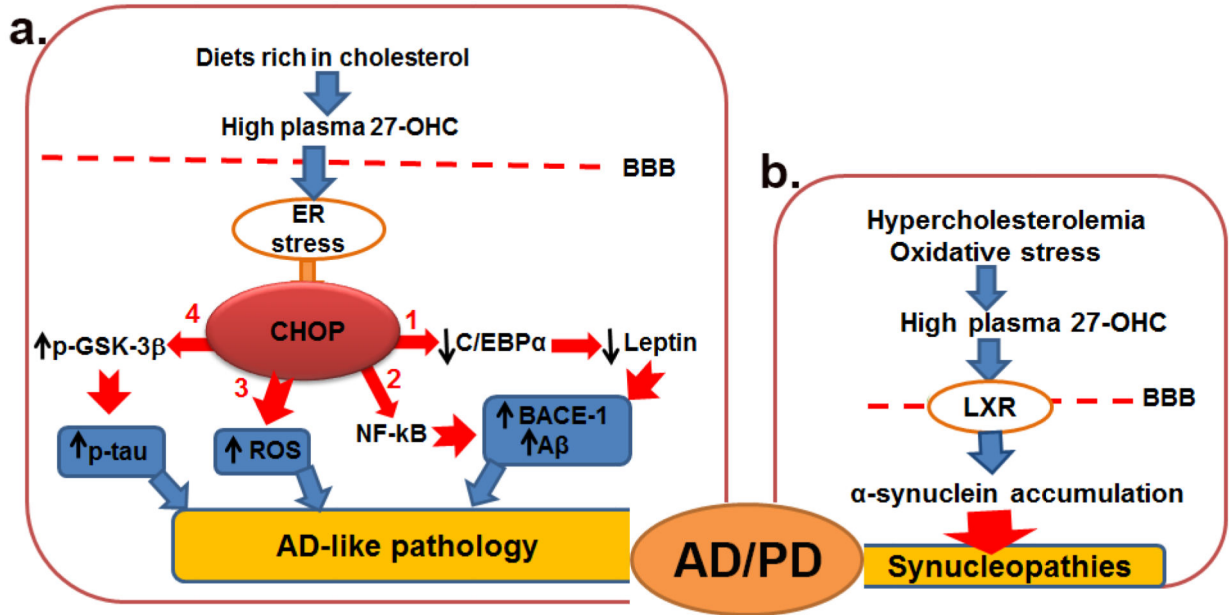 a.
Diets rich in cholesterol
High plasma 27-OHC
BBB
ER
stress
CHOP
4
1
↑p-GSK-3β
↓C/EBPα
↓ Leptin
3
2
↑p-tau
↑ ROS
NF-kB
↑ BACE-1
↑Aβ
AD-like pathology
AD/PD
b.
Hypercholesterolemia
Oxidative stress
High plasma 27-OHC
LXR
BBB
α-synuclein accumulation
Synucleopathies